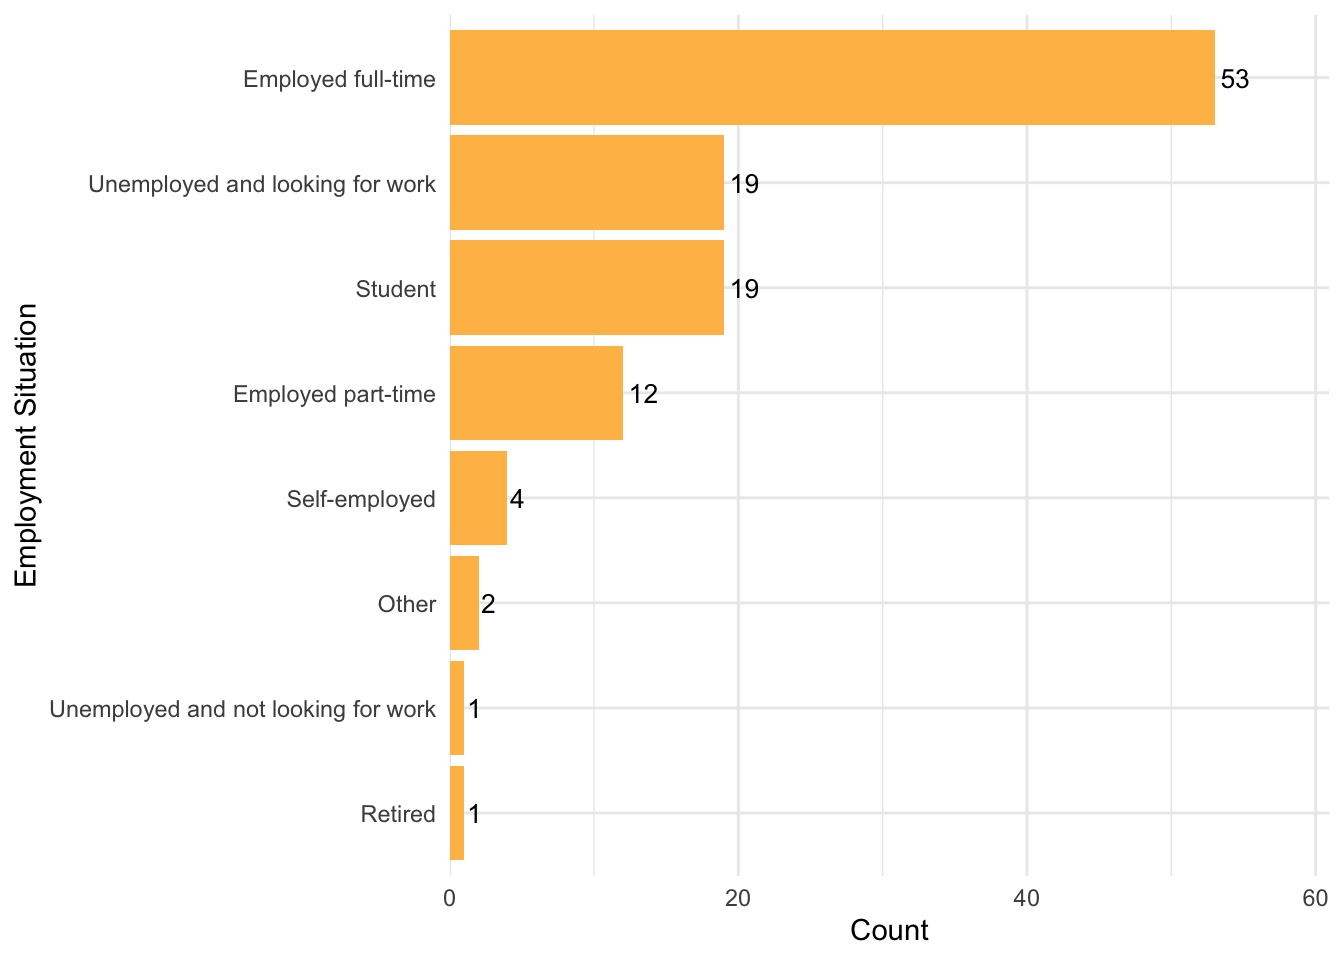 Employment Situation
Employed full-time 53
Unemployed and looking for work 19
Student 19
Employed part-time 12
Self-employed 4
Other 2
Unemployed and not looking for work 1
Retired 1
0 20 40 60
Count